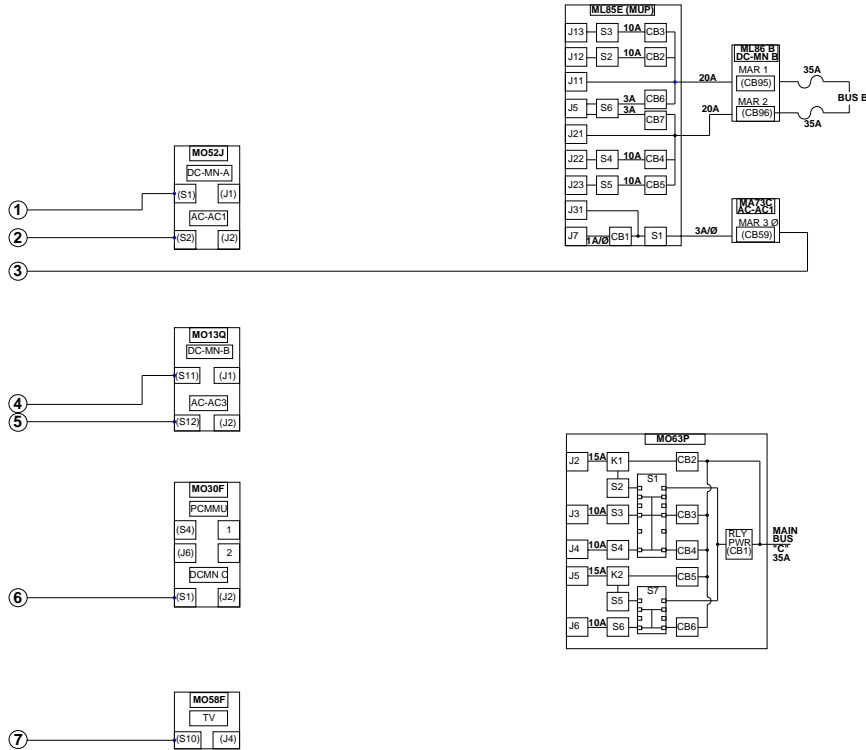 ML85E (MUP)
J13 S3 10A CB3
J12 S2 10A CB2
J11
J5 S6 3A CB6
3A CB7
J21
J22 S4 10A CB4
J23 S5 10A CB5
J31
J7 1A/Ø CB1 S1
20A
20A
3A/Ø
ML86 B
DC-MN B
MAR 1
(CB95)
MAR 2
(CB96)
35A
35A
BUS B
MA73C
AC-AC1
MAR 3 Ø
(CB59)
MO52J
DC-MN-A
(S1) (J1)
AC-AC1
(S2) (J2)
1
2
3
MO13Q
DC-MN-B
(S11) (J1)
AC-AC3
(S12) (J2)
4
5
MO30F
PCMMU
(S4) 1
(J6) 2
DCMN C
(S1) (J2)
6
MO63P
J2 15A K1 CB2
S2 S1
J3 10A S3 CB3
J4 10A S4 CB4
J5 15A K2 CB5
S5 S7
J6 10A S6 CB6
RLY
PWR
(CB1)
MAIN
BUS
"C"
35A
MO58F
TV
(S10) (J4)
7